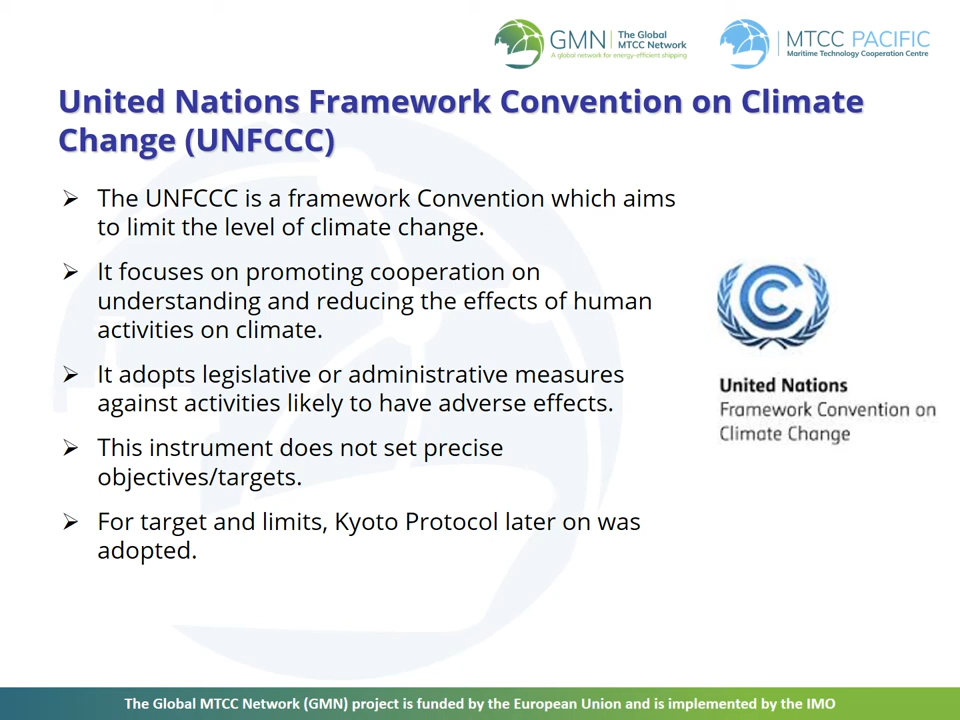 GMN
The Global
MTCC Network
A global network for energy-efficient shipping
MTCC PACIFIC
Maritime Technology Cooperation Centre
United Nations Framework Convention on Climate
Change (UNFCCC)
➢ The UNFCCC is a framework Convention which aims
to limit the level of climate change.
➢ It focuses on promoting cooperation on
understanding and reducing the effects of human
activities on climate.
➢ It adopts legislative or administrative measures
against activities likely to have adverse effects.
➢ This instrument does not set precise
objectives/targets.
➢ For target and limits, Kyoto Protocol later on was
adopted.
United Nations
Framework Convention on
Climate Change
The Global MTCC Network (GMN) project is funded by the European Union and is implemented by the IMO